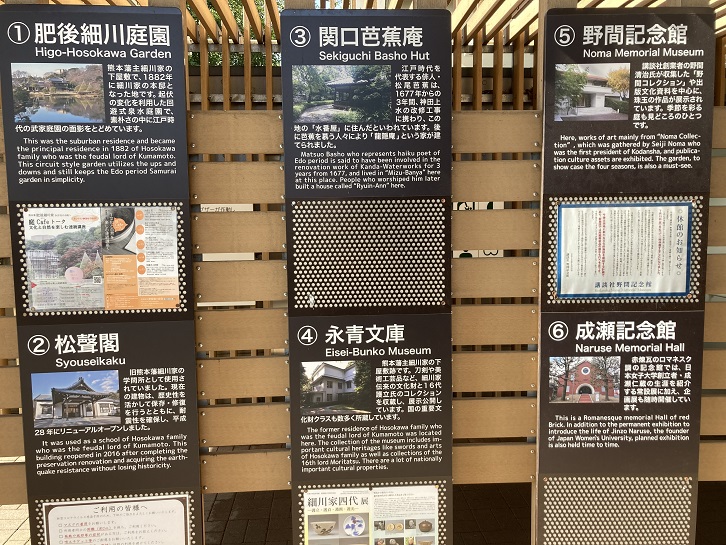 ① 肥後細川庭園
Higo-Hosokawa Garden
熊本藩主細川家の
下屋敷で、1882年
に細川家の本邸と
なった地です。起伏
の変化を利用した回
遊式泉水庭園で、
素朴さの中に江戸時
代の武家庭園の面影をとどめています。
This was the suburban residence and became
the principal residence in 1882 of Hosokawa
family who was the feudal lord of Kumamoto.
This circuit style garden utilizes the ups and
downs and still keeps the Edo period Samurai
garden in simplicity.
庭Cafeトーク
② 松聲閣
Syouseikaku
旧熊本藩細川家の
学問所として使用さ
れていました。現在
の建物は、歴史性を
活かして保存・修復
を行うとともに、耐
震性を確保し、平成
28年にリニューアルオープンしました。
It was used as a school of Hosokawa family
who was the feudal lord of Kumamoto. This
building reopened in 2016 after completing the
preservation renovation and acquiring the earth-
quake resistance without losing historicity.
ご利用の皆様へ
③ 関口芭蕉庵
Sekiguchi Basho Hut
江戸時代を
代表する俳人・
松尾芭蕉は、
1677年からの
3年間、神田上
水の改修工事
に携わり、この
地の「水番屋」に住んだといわれています。後
に芭蕉を慕う人々により「龍隠庵」という家が建
てられました。
Matsuo Basho who represents haiku poet of
Edo period is said to have been involved in the
renovation work of Kanda-Waterworks for 3
years from 1677, and lived in "Mizu-Banya" here
at this place. People who worshiped him later
built a house called "Ryuin-Ann" here.
④ 永青文庫
Eisei-Bunko Museum
旧熊本藩主細川家の下
屋敷跡です。刀剣や美
術工芸品など、細川家
伝来の文化財と16代
護立氏のコレクション
を収蔵し、展示公開し
ています。国の重要文
化財クラスも数多く所蔵しています。
The former residence of Hosokawa family who
was the feudal lord of Kumamoto was located
here. The collection of the museum includes im-
portant cultural heritages like swords and arts
of Hosokawa family as well as collections of the
16th lord Moritatsu. There are a lot of nationally
important cultural properties.
細川家四代展
⑤ 野間記念館
Noma Memorial Museum
講談社創業者の野間
清治氏が収集した「野
間コレクション」や出
版文化資料を中心に、
珠玉の作品が展示され
ています。季節を彩る庭
も見どころのひとつ
です。
Here, works of art mainly from "Noma Collec-
tion" , which was gathered by Seiji Noma who
was the first president of Kodansha, and publica-
tion culture assets are exhibited. The garden, to
show case the four seasons, is also a must-see.
休館のお知らせ
講談社野間記念館
⑥ 成瀬記念館
Naruse Memorial Hall
赤煉瓦のロマネスク
調の記念館では、日
本女子大学創立者・成
瀬仁蔵の生涯を紹介
する常設展に加え、企
画展も随時開催してい
ます。
This is a Romanesque memorial Hall of red
Brick. In addition to the permanent exhibition to
introduce the life of Jinzo Naruse, the founder
of Japan Women's University, planned exhibition
is also held time to time.